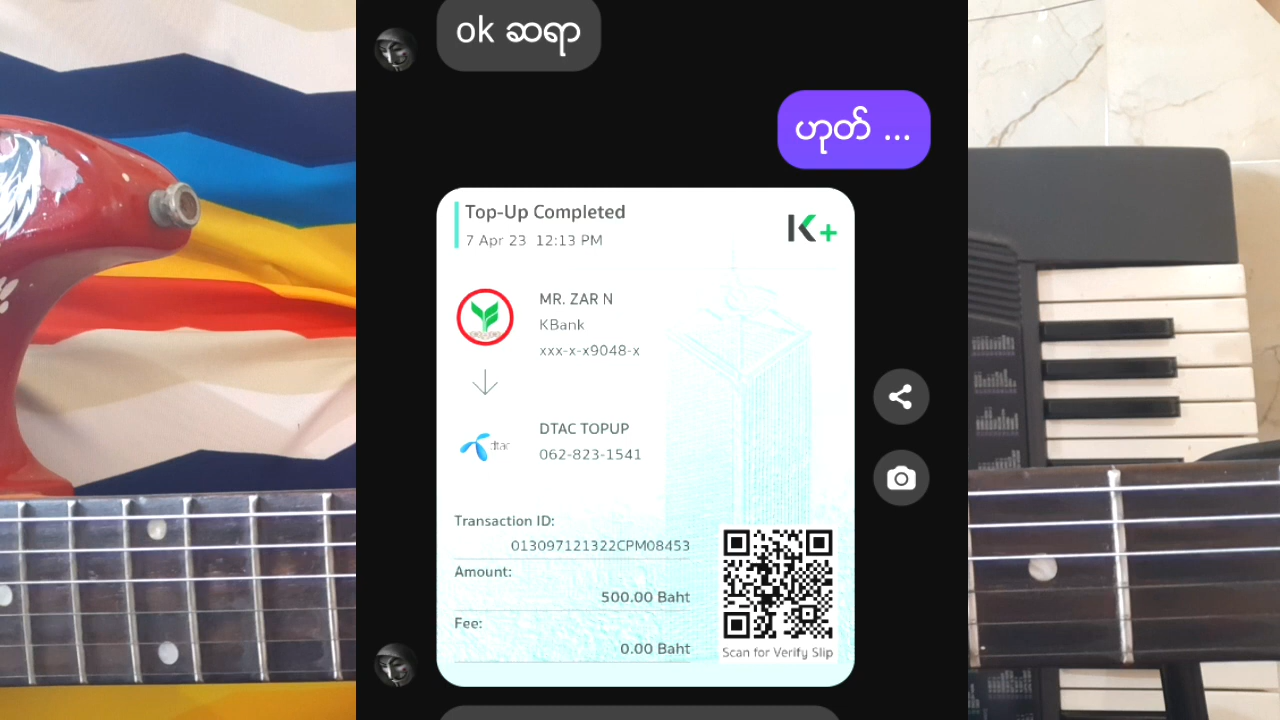 ok ဆရာ
ဟုတ် ...
Top-Up Completed
7 Apr 23 12:13 PM
K+
MR. ZAR N
KBank
xxx-x-x9048-x
DTAC TOPUP
dtac
062-823-1541
Transaction ID:
013097121322CPM08453
Amount:
500.00 Baht
Fee:
0.00 Baht
Scan for Verify Slip